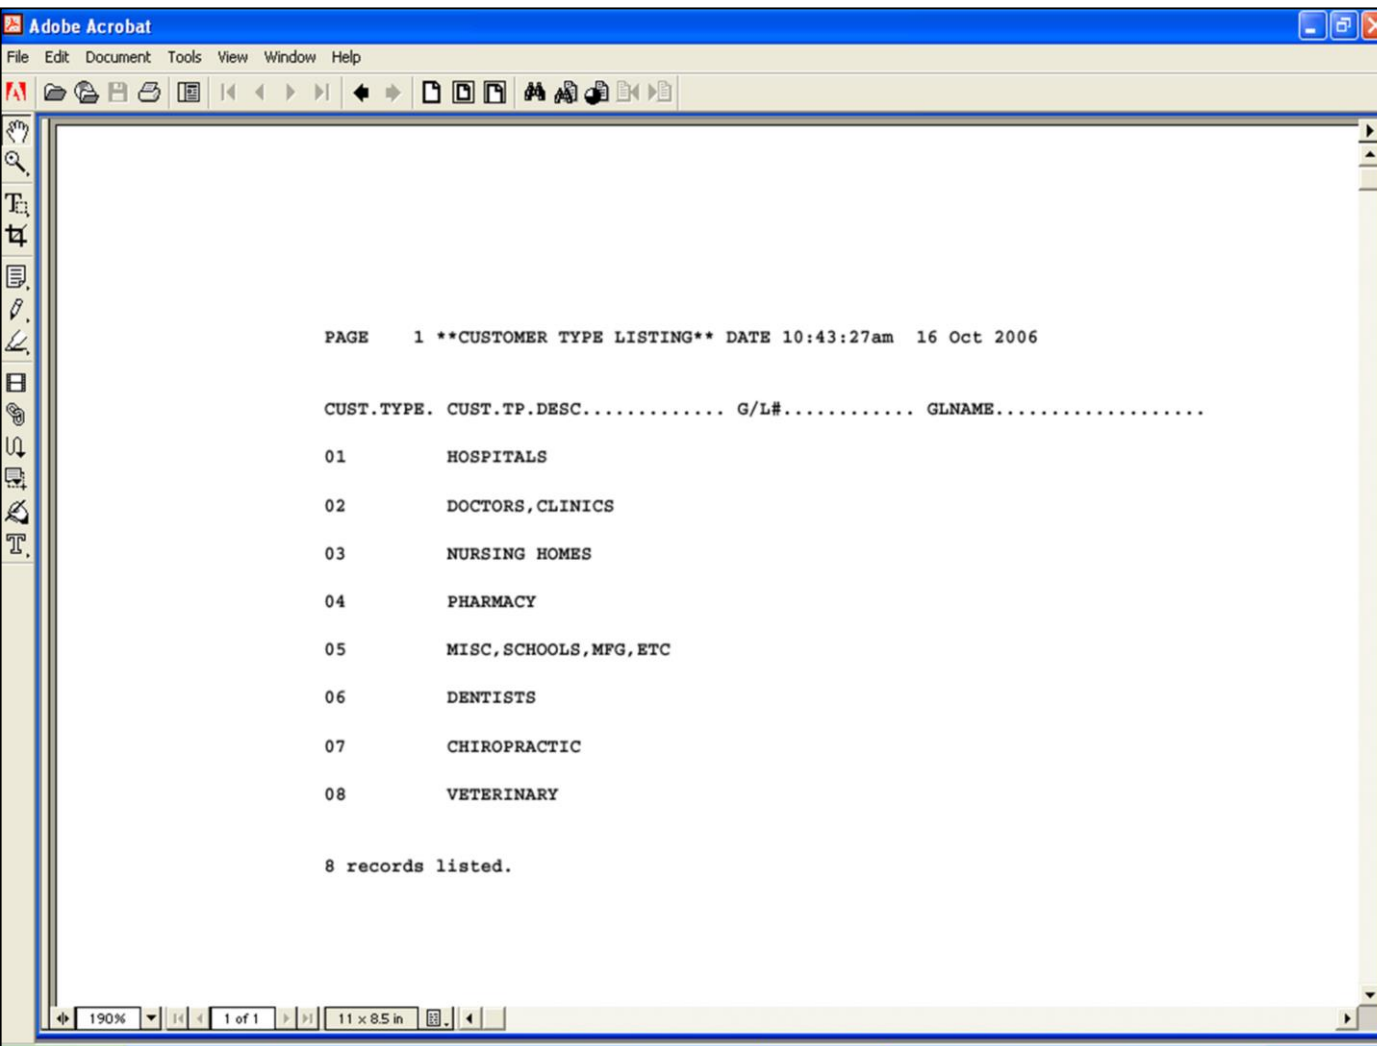 Adobe Acrobat
File Edit Document Tools View Window Help
PAGE    1 **CUSTOMER TYPE LISTING** DATE 10:43:27am  16 Oct 2006
CUST.TYPE. CUST.TP.DESC............. G/L#............ GLNAME...................
01         HOSPITALS
02         DOCTORS,CLINICS
03         NURSING HOMES
04         PHARMACY
05         MISC,SCHOOLS,MFG,ETC
06         DENTISTS
07         CHIROPRACTIC
08         VETERINARY
8 records listed.
190% 1 of 1 11 x 8.5 in